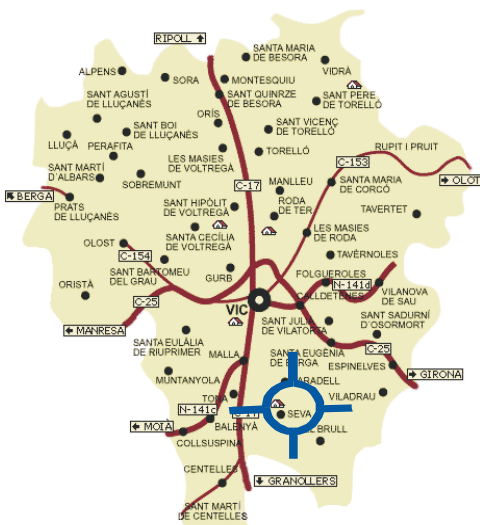 RIPOLL
SANTA MARIA
DE BESORA
VIDRÀ
ALPENS
SORA
MONTESQUIU
SANT QUINRZE
DE BESORA
SANT PERE
DE TORELLÓ
SANT AGUSTÍ
DE LLUÇANÈS
ORÍS
SANT VICENÇ
DE TORELLÓ
SANT BOI
DE LLUÇANÈS
LLUÇÀ
PERAFITA
LES MASIES
DE VOLTREGÀ
TORELLÓ
RUPIT I PRUIT
C-153
OLOT
SANT MARTÍ
D'ALBARS
SOBREMUNT
C-17
MANLLEU
SANTA MARIA
DE CORCÓ
BERGA
PRATS
DE LLUÇANÈS
SANT HIPÒLIT
DE VOLTREGÀ
RODA
DE TER
TAVERTET
OLOST
SANTA CECÍLIA
DE VOLTREGÀ
LES MASIES
DE RODA
C-154
TAVÈRNOLES
SANT BARTOMEU
DEL GRAU
GURB
FOLGUEROLES
N-141d
ORISTÀ
C-25
VIC
CALLDETENES
VILANOVA
DE SAU
MANRESA
SANT JULIÀ
DE VILATORTA
SANT SADURNÍ
D'OSORMORT
SANTA EULÀLIA
DE RIUPRIMER
MALLA
SANTA EUGÈNIA
DE BERGA
C-25
ESPINELVES
GIRONA
MUNTANYOLA
TONA
VILADRAU
N-141c
MOIÀ
BALENYÀ
SEVA
COLLSUSPINA
BRULL
CENTELLES
GRANOLLERS
SANT MARTÍ
DE CENTELLES